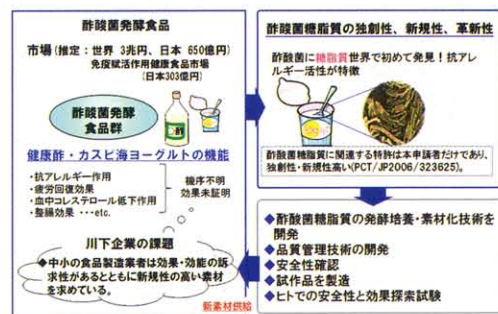 酢酸菌発酵食品
市場(推定:世界 3兆円、日本 650億円)
免疫賦活作用健康食品市場
(日本303億円)
酢酸菌発酵
食品群
酢
健康酢・カスピ海ヨーグルトの機能
・抗アレルギー作用
・疲労回復効果
・血中コレステロール低下作用
・整腸効果 ・・・etc.
機序不明
効果未証明
川下企業の課題
◆中小の食品製造業者は効果・効能の訴
求性があるとともに新規性の高い素材
を求めている。
新素材供給
酢酸菌糖脂質の独創性、新規性、革新性
酢酸菌に糖脂質世界で初めて発見!抗ア
レルギー活性が特徴
酢酸菌糖脂質に関連する特許は本申請者だけであり、
独創性・新規性高い(PCT/JP2006/323625)。
◆酢酸菌糖脂質の発酵培養・素材化技術を
開発
◆品質管理技術の開発
◆安全性確認
◆試作品を製造
◆ヒトでの安全性と効果探索試験